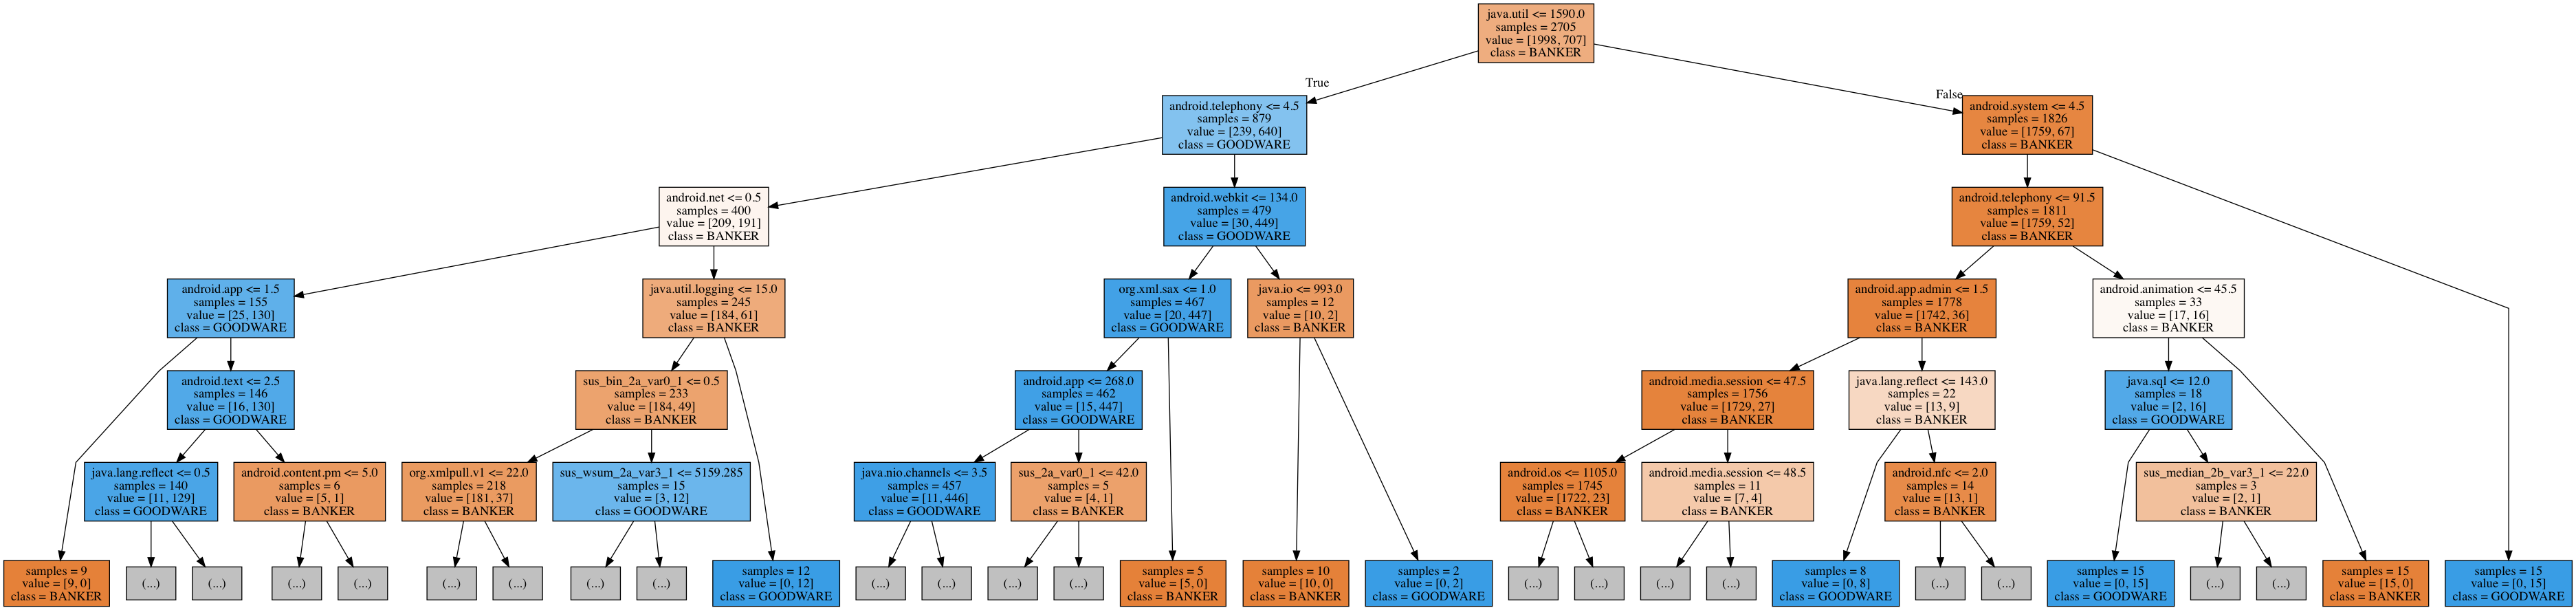 java.util <= 1590.0
samples = 2705
value = [1998, 707]
class = BANKER
True
False
android.telephony <= 4.5
samples = 879
value = [239, 640]
class = GOODWARE
android.system <= 4.5
samples = 1826
value = [1759, 67]
class = BANKER
android.net <= 0.5
samples = 400
value = [209, 191]
class = BANKER
android.webkit <= 134.0
samples = 479
value = [30, 449]
class = GOODWARE
android.telephony <= 91.5
samples = 1811
value = [1759, 52]
class = BANKER
android.app <= 1.5
samples = 155
value = [25, 130]
class = GOODWARE
java.util.logging <= 15.0
samples = 245
value = [184, 61]
class = BANKER
org.xml.sax <= 1.0
samples = 467
value = [20, 447]
class = GOODWARE
java.io <= 993.0
samples = 12
value = [10, 2]
class = BANKER
android.app.admin <= 1.5
samples = 1778
value = [1742, 36]
class = BANKER
android.animation <= 45.5
samples = 33
value = [17, 16]
class = BANKER
android.text <= 2.5
samples = 146
value = [16, 130]
class = GOODWARE
sus_bin_2a_var0_1 <= 0.5
samples = 233
value = [184, 49]
class = BANKER
android.app <= 268.0
samples = 462
value = [15, 447]
class = GOODWARE
android.media.session <= 47.5
samples = 1756
value = [1729, 27]
class = BANKER
java.lang.reflect <= 143.0
samples = 22
value = [13, 9]
class = BANKER
java.sql <= 12.0
samples = 18
value = [2, 16]
class = GOODWARE
java.lang.reflect <= 0.5
samples = 140
value = [11, 129]
class = GOODWARE
android.content.pm <= 5.0
samples = 6
value = [5, 1]
class = BANKER
org.xmlpull.v1 <= 22.0
samples = 218
value = [181, 37]
class = BANKER
sus_wsum_2a_var3_1 <= 5159.285
samples = 15
value = [3, 12]
class = GOODWARE
java.nio.channels <= 3.5
samples = 457
value = [11, 446]
class = GOODWARE
sus_2a_var0_1 <= 42.0
samples = 5
value = [4, 1]
class = BANKER
android.os <= 1105.0
samples = 1745
value = [1722, 23]
class = BANKER
android.media.session <= 48.5
samples = 11
value = [7, 4]
class = BANKER
android.nfc <= 2.0
samples = 14
value = [13, 1]
class = BANKER
sus_median_2b_var3_1 <= 22.0
samples = 3
value = [2, 1]
class = BANKER
samples = 9
value = [9, 0]
class = BANKER
(...)
(...)
(...)
(...)
(...)
(...)
(...)
(...)
samples = 12
value = [0, 12]
class = GOODWARE
(...)
(...)
(...)
(...)
samples = 5
value = [5, 0]
class = BANKER
samples = 10
value = [10, 0]
class = BANKER
samples = 2
value = [0, 2]
class = GOODWARE
(...)
(...)
(...)
(...)
samples = 8
value = [0, 8]
class = GOODWARE
(...)
(...)
samples = 15
value = [0, 15]
class = GOODWARE
(...)
(...)
samples = 15
value = [15, 0]
class = BANKER
samples = 15
value = [0, 15]
class = GOODWARE